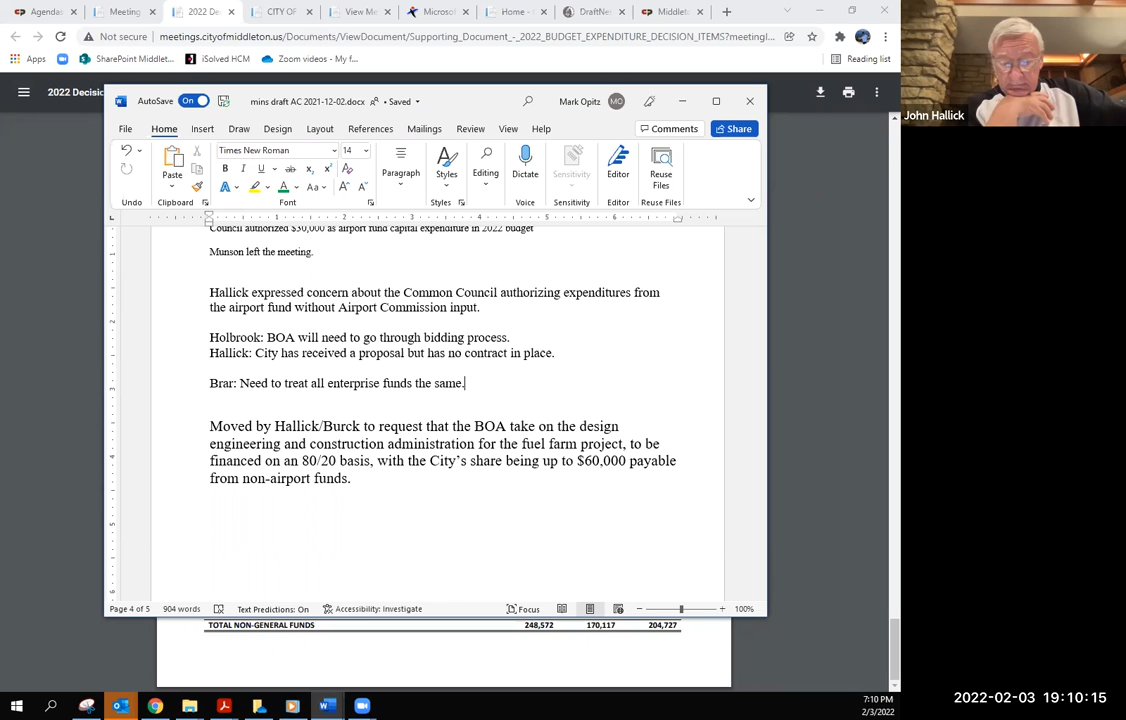 Agendas
Meeting
2022 De
CITY OF
View Me
Microso
Home -
DraftNe
Middlet
Not secure
meetings.cityofmiddleton.us/Documents/ViewDocument/Supporting_Document_-_2022_BUDGET_EXPENDITURE_DECISION_ITEMS?meetingI
Apps
SharePoint Middlet...
iSolved HCM
Zoom videos - My f...
Reading list
2022 Decisio
AutoSave
On
mins draft AC 2021-12-02.docx
Saved
Mark Opitz
MO
File Home Insert Draw Design Layout References Mailings Review View Help
Comments
Share
Times New Roman
14
Paste
Paragraph
Styles
Editing
Dictate
Sensitivity
Editor
Reuse
Files
Undo
Clipboard
Font
Styles
Voice
Sensitivity
Editor
Reuse Files
Council authorized $30,000 as airport fund capital expenditure in 2022 budget
Munson left the meeting.
Hallick expressed concern about the Common Council authorizing expenditures from
the airport fund without Airport Commission input.
Holbrook: BOA will need to go through bidding process.
Hallick: City has received a proposal but has no contract in place.
Brar: Need to treat all enterprise funds the same.
Moved by Hallick/Burck to request that the BOA take on the design
engineering and construction administration for the fuel farm project, to be
financed on an 80/20 basis, with the City's share being up to $60,000 payable
from non-airport funds.
Page 4 of 5
904 words
Text Predictions: On
Accessibility: Investigate
Focus
100%
TOTAL NON-GENERAL FUNDS 248,572 170,117 204,727
7:10 PM
2/3/2022
John Hallick
2022-02-03 19:10:15